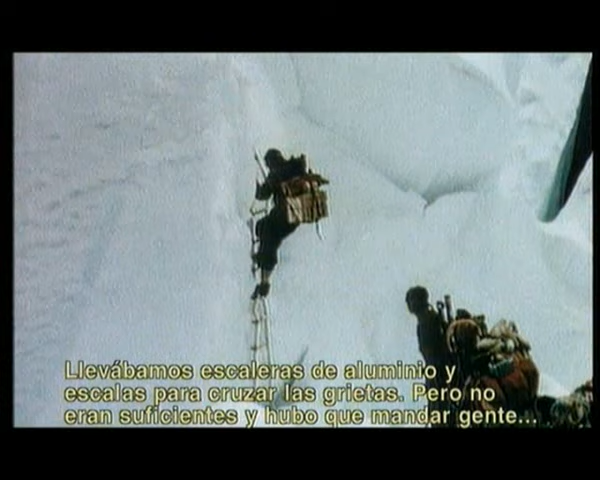 Llevábamos escaleras de aluminio y
escalas para cruzar las grietas. Pero no
eran suficientes y hubo que mandar gente...